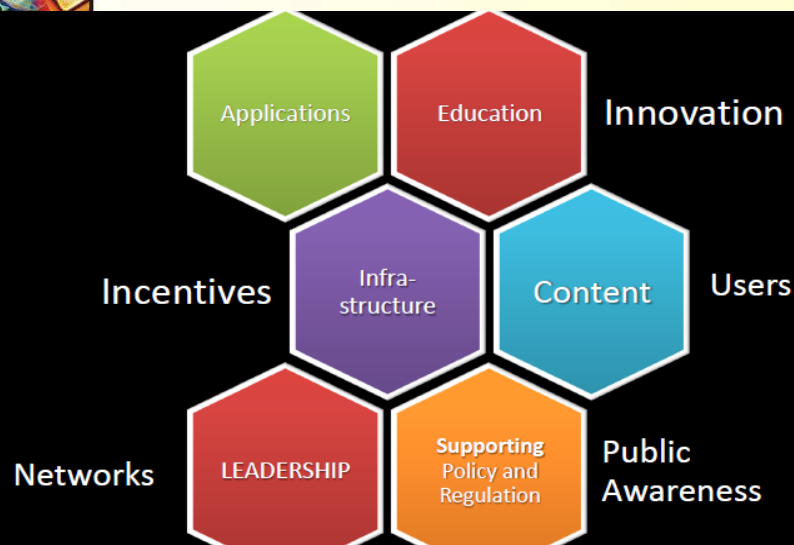 Applications
Education
Innovation
Incentives
Infra-
structure
Content
Users
Networks
LEADERSHIP
Supporting
Policy and
Regulation
Public
Awareness